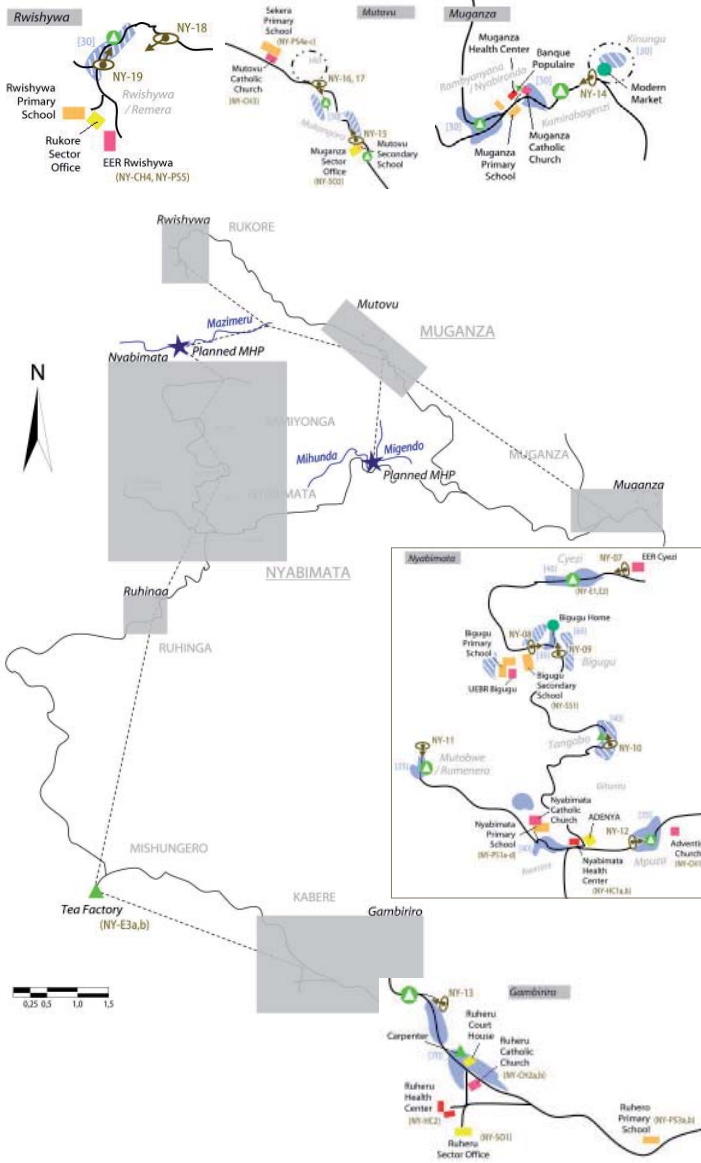 Rwishywa
NY-18
[30]
NY-19
Rwishywa
/ Remera
Rwishywa
Primary
School
Rukore
Sector
Office
EER Rwishywa
(NY-CH4, NY-PS5)
Sekera
Primary
School
(NY-PS4a-c)
Mutovu
Mutovu
Catholic
Church
(NY-CH3)
NY-16, 17
NY-15
Muganza
Sector
Office
(NY-SO2)
Mutovu
Secondary
School
Muganza
Muganza
Health Center
Banque
Populaire
Kinungu
[30]
Rambyanyana
/ Nyabironda
[30]
NY-14
Modern
Market
[30]
Kamirabagenzi
Muganza
Primary
School
Muganza
Catholic
Church
Rwishywa
RUKORE
Mutovu
Mazimeru
MUGANZA
Nyabimata
Planned MHP
N
Mihunda
Migendo
Planned MHP
MUGANZA
Muganza
NYABIMATA
Ruhinga
RUHINGA
MISHUNGERO
Tea Factory
(NY-E3a,b)
KABERE
Gambiriro
0,25 0,5 1,0 1,5
Nyabimata
Cyezi
NY-07
EER Cyezi
[40]
(NY-E1,E2)
NY-08
Bigugu Home
Bigugu
Primary
School
NY-09
Bigugu
UEBR Bigugu
Bigugu
Secondary
School
(NY-SS1)
NY-11
Tangabo
NY-10
Mutobwe
/ Rumenera
Gituntu
Nyabimata
Catholic
Church
ADENYA
Nyabimata
Primary
School
(NY-PS1a-d)
NY-12
Mpuza
Nyabimata
Health
Center
(NY-HC1a,b)
Church
NY-13
Gambiriro
Carpenter
[70]
Ruheru
Court
House
Ruheru
Catholic
Church
(NY-CH2a,b)
Ruheru
Health
Center
(NY-HC2)
(NY-SO1)
Ruheru
Sector Office
Ruhero
Primary
School
(NY-PS3a,b)